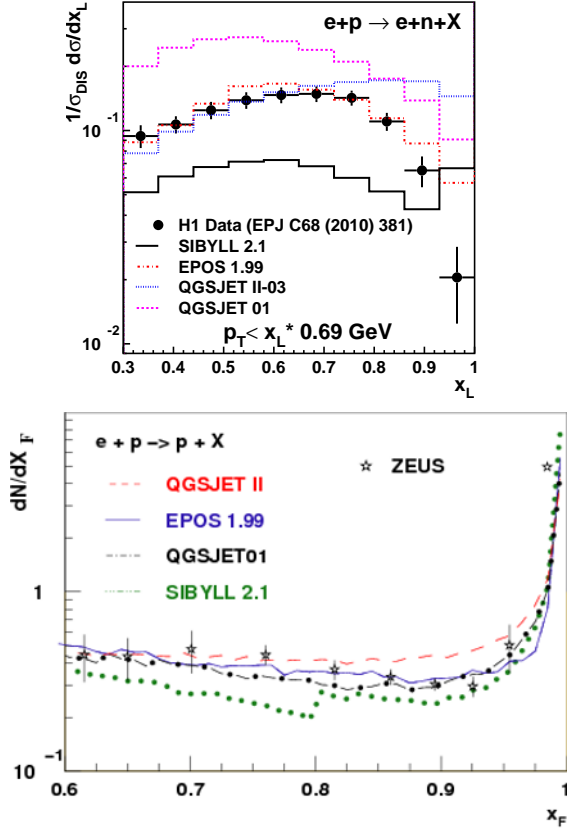 e+p → e+n+X
1/σ_DIS dσ/dx_L
10⁻¹
10⁻²
H1 Data (EPJ C68 (2010) 381)
SIBYLL 2.1
EPOS 1.99
QGSJET II-03
QGSJET 01
p_T< x_L* 0.69 GeV
0.3 0.4 0.5 0.6 0.7 0.8 0.9 1
x_L
dN/dX_F
e + p -> p + X
ZEUS
QGSJET II
EPOS 1.99
QGSJET01
SIBYLL 2.1
1
10⁻¹
0.6 0.7 0.8 0.9 1
x_F